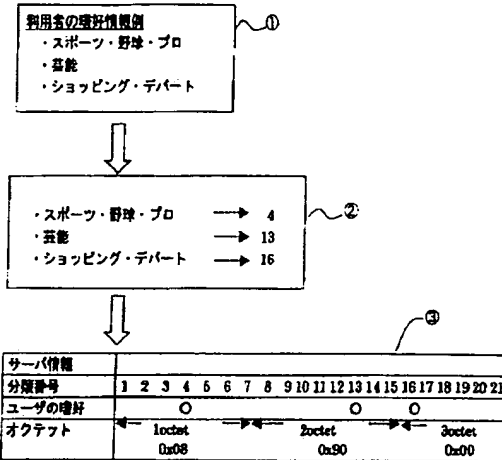 利用者の嗜好情報例
①
・スポーツ・野球・プロ
・芸能
・ショッピング・デパート
・スポーツ・野球・プロ → 4
②
・芸能 → 13
・ショッピング・デパート → 16
③
サーバ情報
分類番号 1 2 3 4 5 6 7 8 9 10 11 12 13 14 15 16 17 18 19 20 21
ユーザの嗜好 ○ ○ ○
オクテット 1octet 2octet 3octet
0x08 0x90 0x00